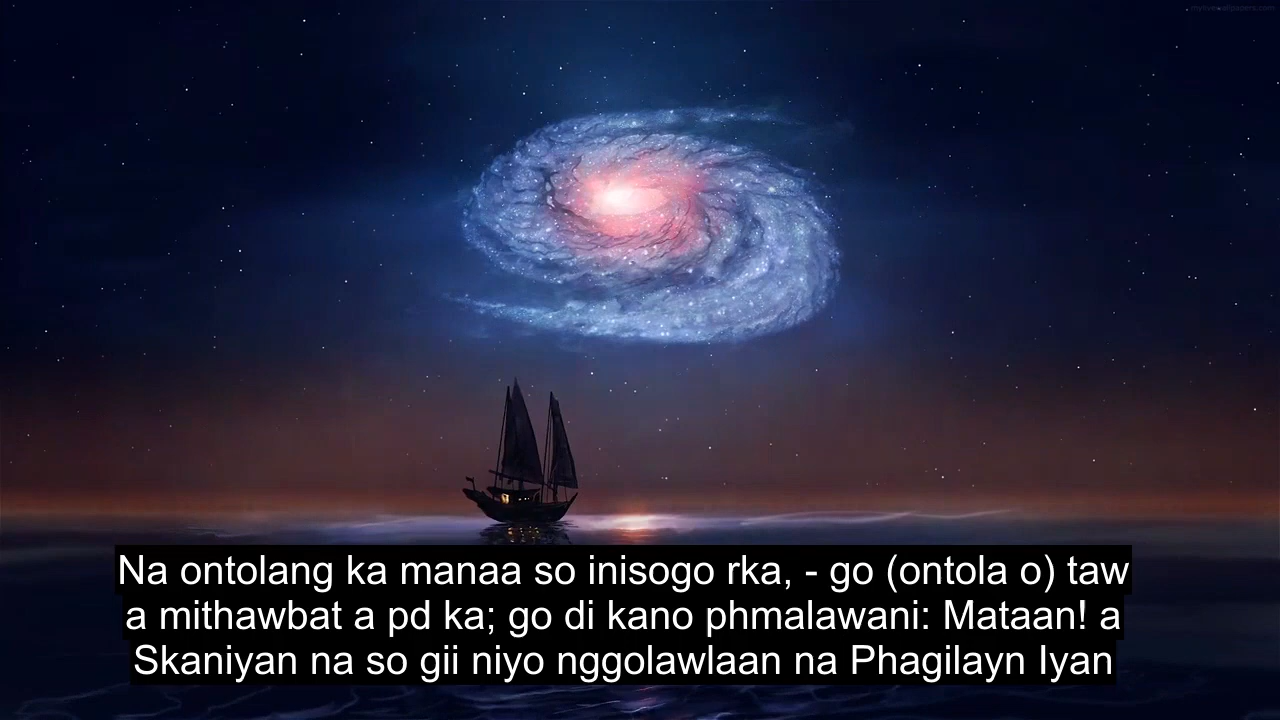 Na ontolang ka manaa so inisogo rka, - go (ontola o) taw
a mithawbat a pd ka; go di kano phmalawani: Mataan! a
Skaniyan na so gii niyo nggolawlaan na Phagilayn Iyan